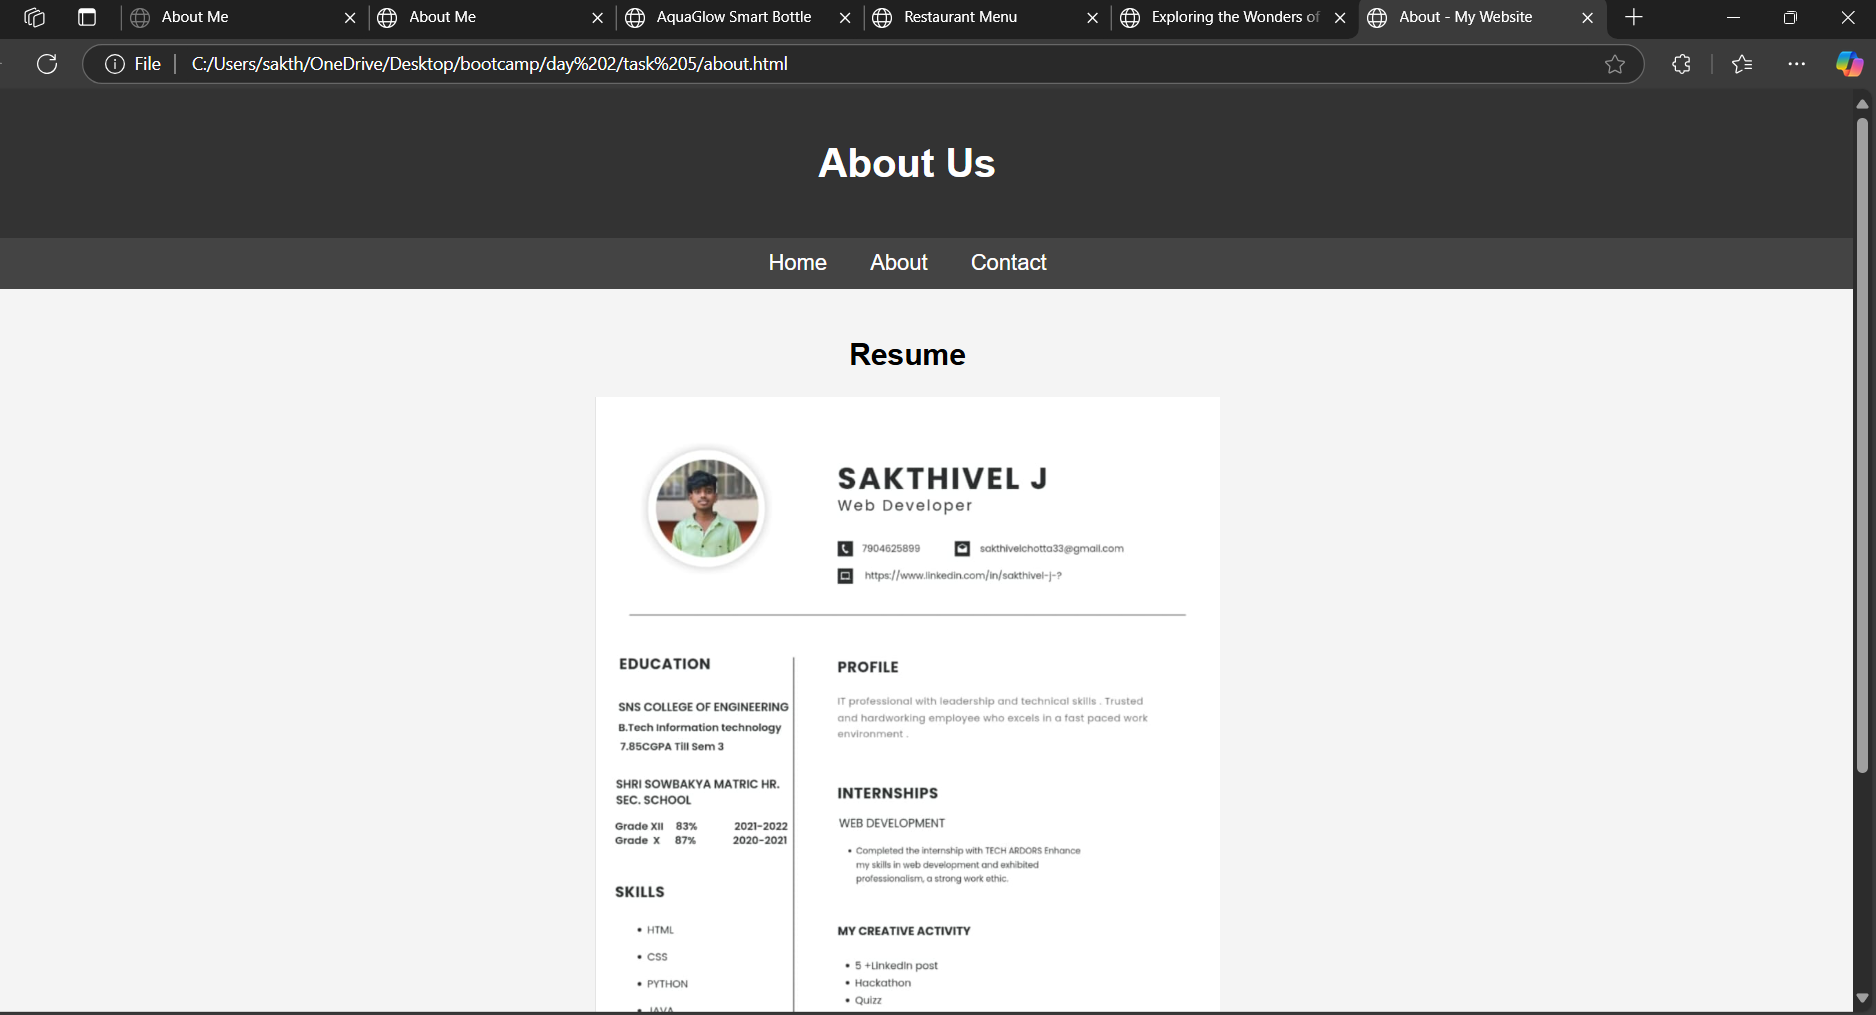 About Me
About Me
AquaGlow Smart Bottle
Restaurant Menu
Exploring the Wonders of
About - My Website
File
C:/Users/sakth/OneDrive/Desktop/bootcamp/day%202/task%205/about.html
About Us
Home About Contact
Resume
SAKTHIVEL J
Web Developer
7904625899 sakthivelchotta33@gmail.com
https://www.linkedin.com/in/sakthivel-j-?
EDUCATION
SNS COLLEGE OF ENGINEERING
B.Tech Information technology
7.85CGPA Till Sem 3
SHRI SOWBAKYA MATRIC HR.
SEC. SCHOOL
Grade XII 83% 2021-2022
Grade X 87% 2020-2021
SKILLS
• HTML
• CSS
• PYTHON
• JAVA
PROFILE
IT professional with leadership and technical skills . Trusted
and hardworking employee who excels in a fast paced work
environment .
INTERNSHIPS
WEB DEVELOPMENT
• Completed the internship with TECH ARDORS Enhance
my skills in web development and exhibited
professionalism, a strong work ethic.
MY CREATIVE ACTIVITY
• 5 +Linkedin post
• Hackathon
• Quizz